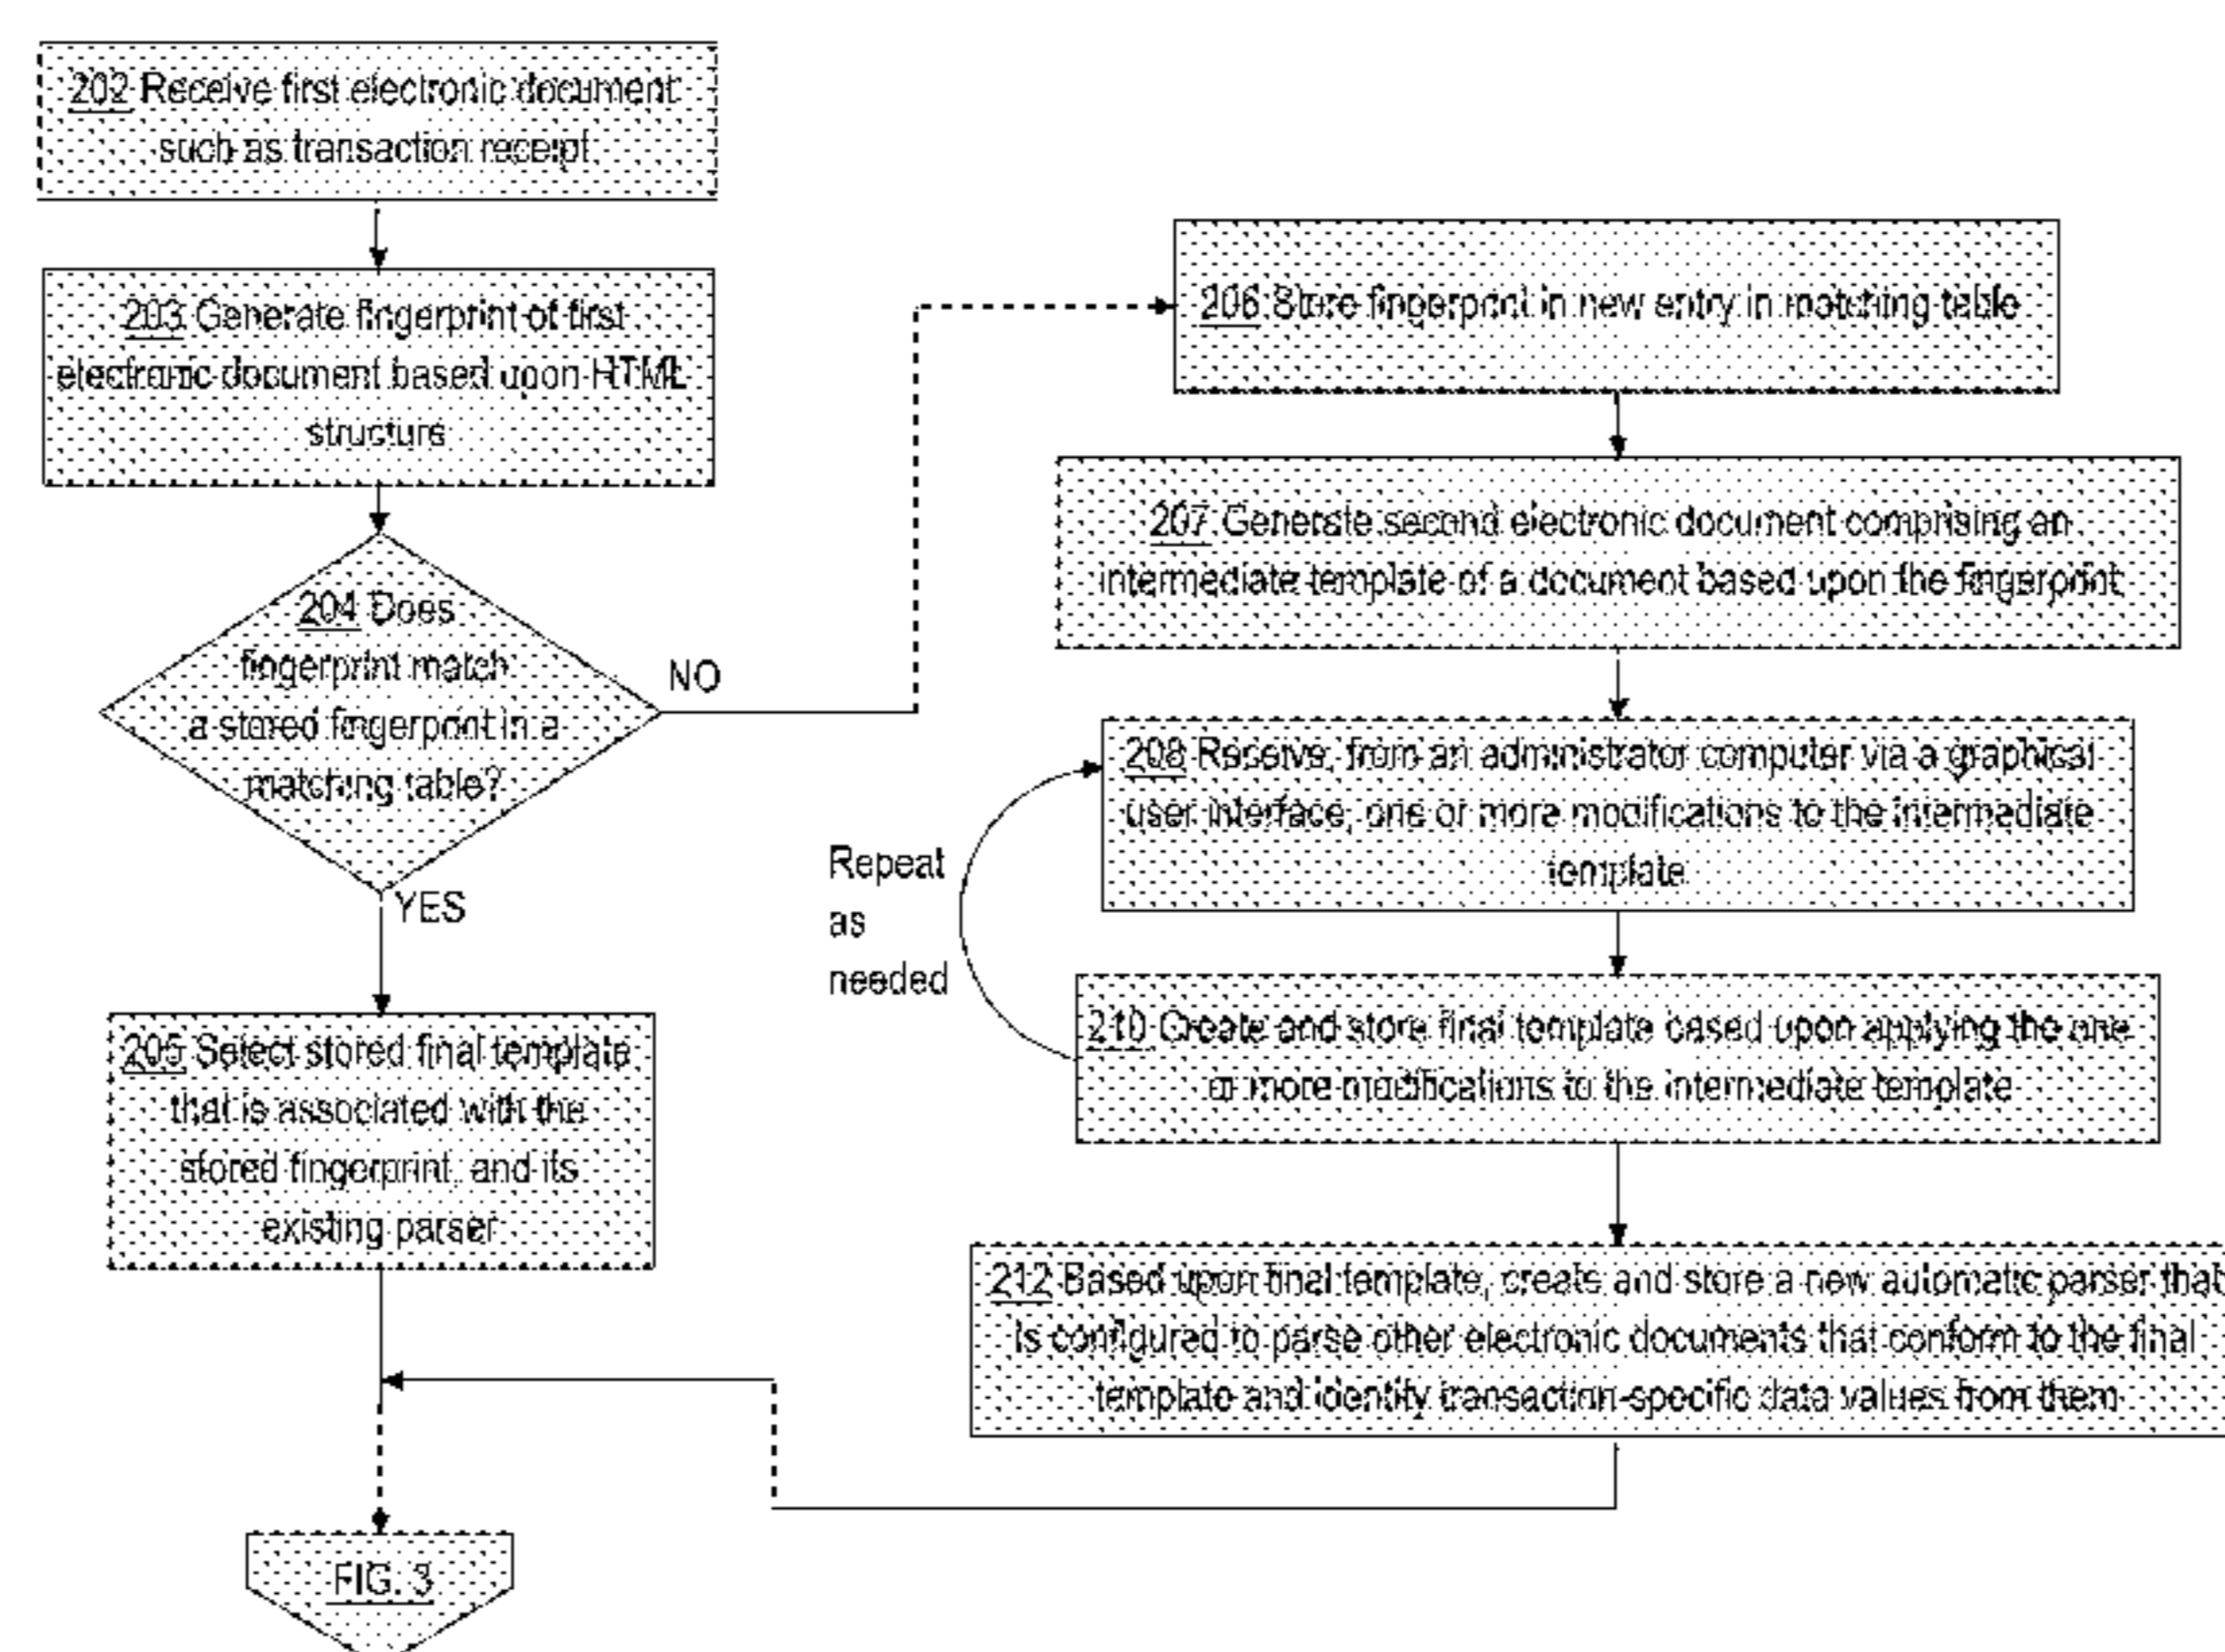 202 Receive first electronic document
such as transaction receipt
203 Generate fingerprint of first
electronic document based upon HTML
structure
204 Does
fingerprint match
a stored fingerprint in a
matching table?
NO
YES
205 Select stored final template
that is associated with the
stored fingerprint, and its
existing parser
FIG. 3
206 Store fingerprint in new entry in matching table
207 Generate second electronic document comprising an
intermediate template of a document based upon the fingerprint
208 Receive, from an administrator computer via a graphical
user interface, one or more modifications to the intermediate
template
Repeat
as
needed
210 Create and store final template based upon applying the one
or more modifications to the intermediate template
212 Based upon final template, create and store a new automatic parser that
is configured to parse other electronic documents that conform to the final
template and identify transaction-specific data values from them